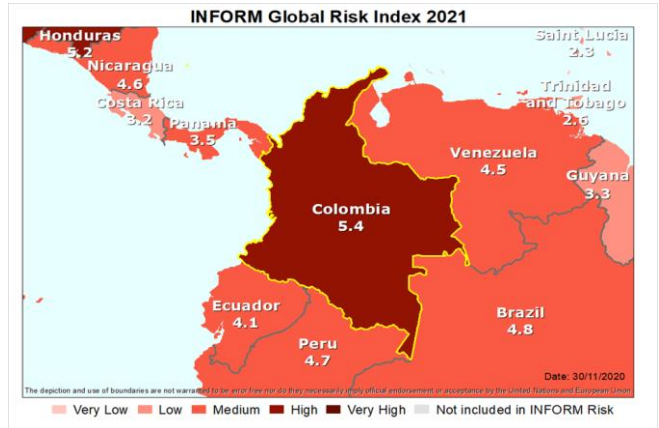 INFORM Global Risk Index 2021
Honduras
5.2
Saint Lucia
2.3
Nicaragua
4.6
Costa Rica
3.2
Panama
3.5
Trinidad
and Tobago
2.6
Venezuela
4.5
Guyana
3.3
Colombia
5.4
Ecuador
4.1
Brazil
4.8
Peru
4.7
Date: 30/11/2020
The depiction and use of boundaries are not warranted to be error free nor do they necessarily imply official endorsement or acceptance by the United Nations and European Union
Very Low Low Medium High Very High Not included in INFORM Risk